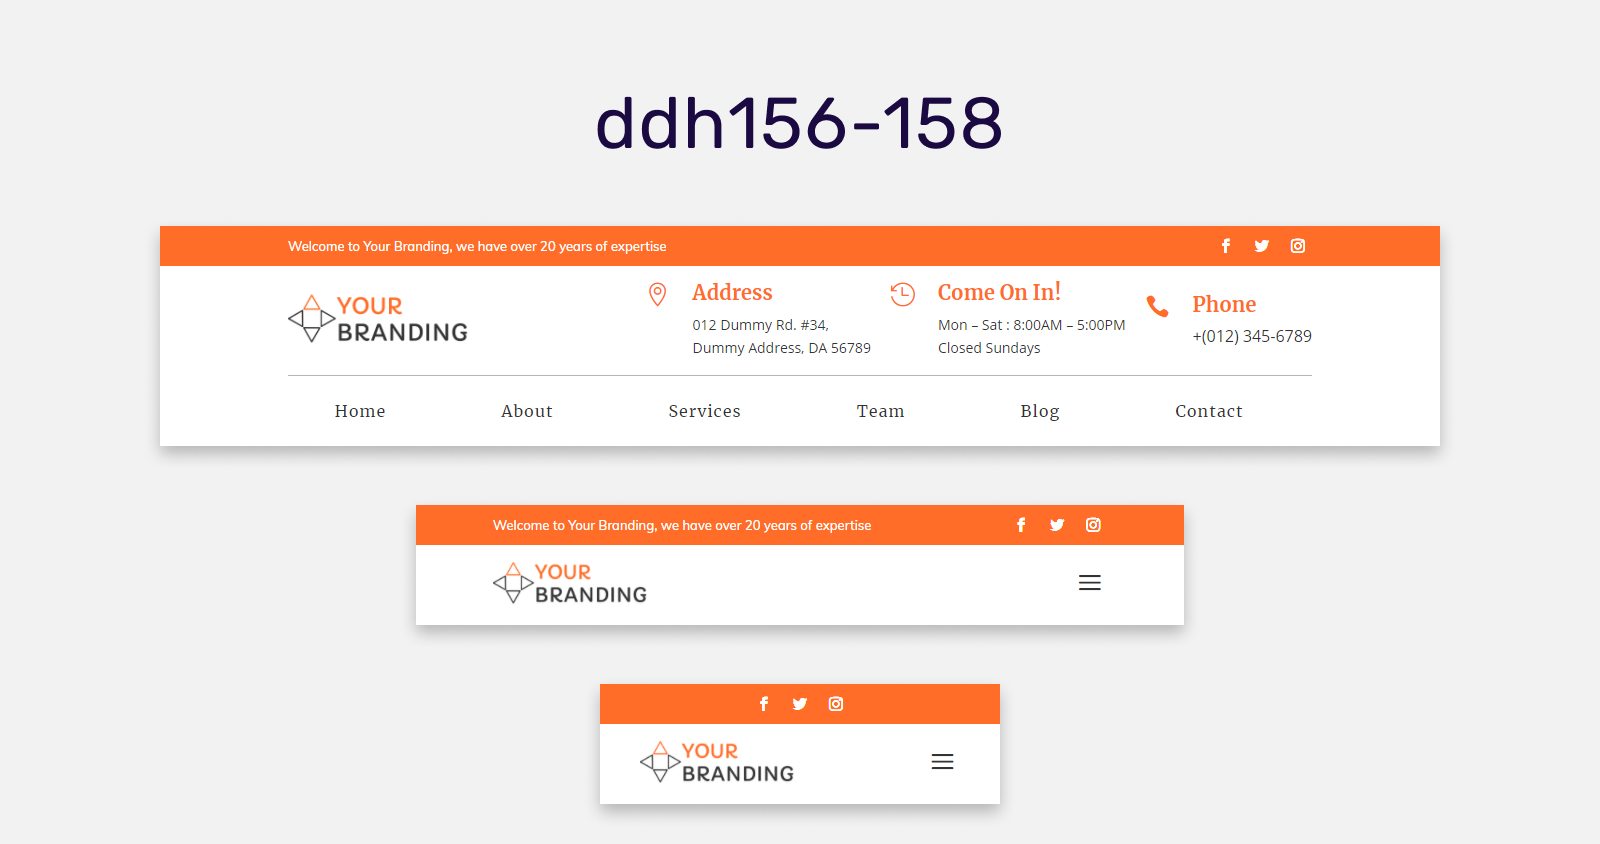 ddh156-158
Welcome to Your Branding, we have over 20 years of expertise
YOUR
BRANDING
Address
012 Dummy Rd. #34,
Dummy Address, DA 56789
Come On In!
Mon – Sat : 8:00AM – 5:00PM
Closed Sundays
Phone
+(012) 345-6789
Home About Services Team Blog Contact
Welcome to Your Branding, we have over 20 years of expertise
YOUR
BRANDING
YOUR
BRANDING